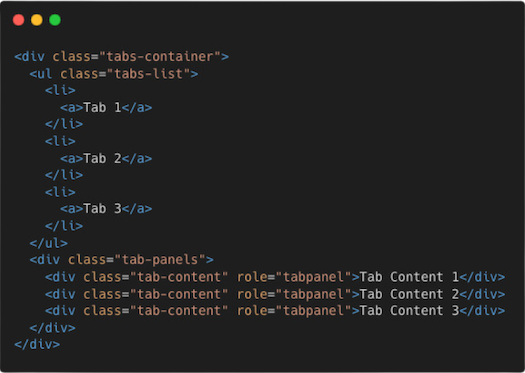 <div class="tabs-container">
  <ul class="tabs-list">
    <li>
      <a>Tab 1</a>
    </li>
    <li>
      <a>Tab 2</a>
    </li>
    <li>
      <a>Tab 3</a>
    </li>
  </ul>
  <div class="tab-panels">
    <div class="tab-content" role="tabpanel">Tab Content 1</div>
    <div class="tab-content" role="tabpanel">Tab Content 2</div>
    <div class="tab-content" role="tabpanel">Tab Content 3</div>
  </div>
</div>